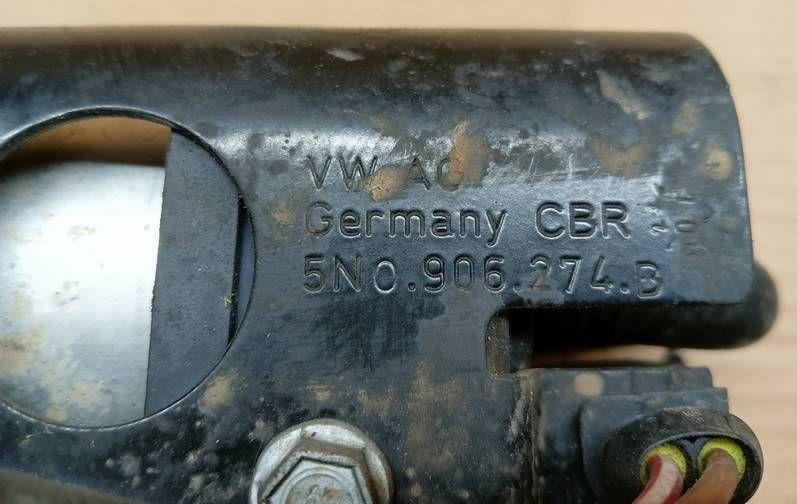 VW AG
Germany CBR
5N0.906.274.B